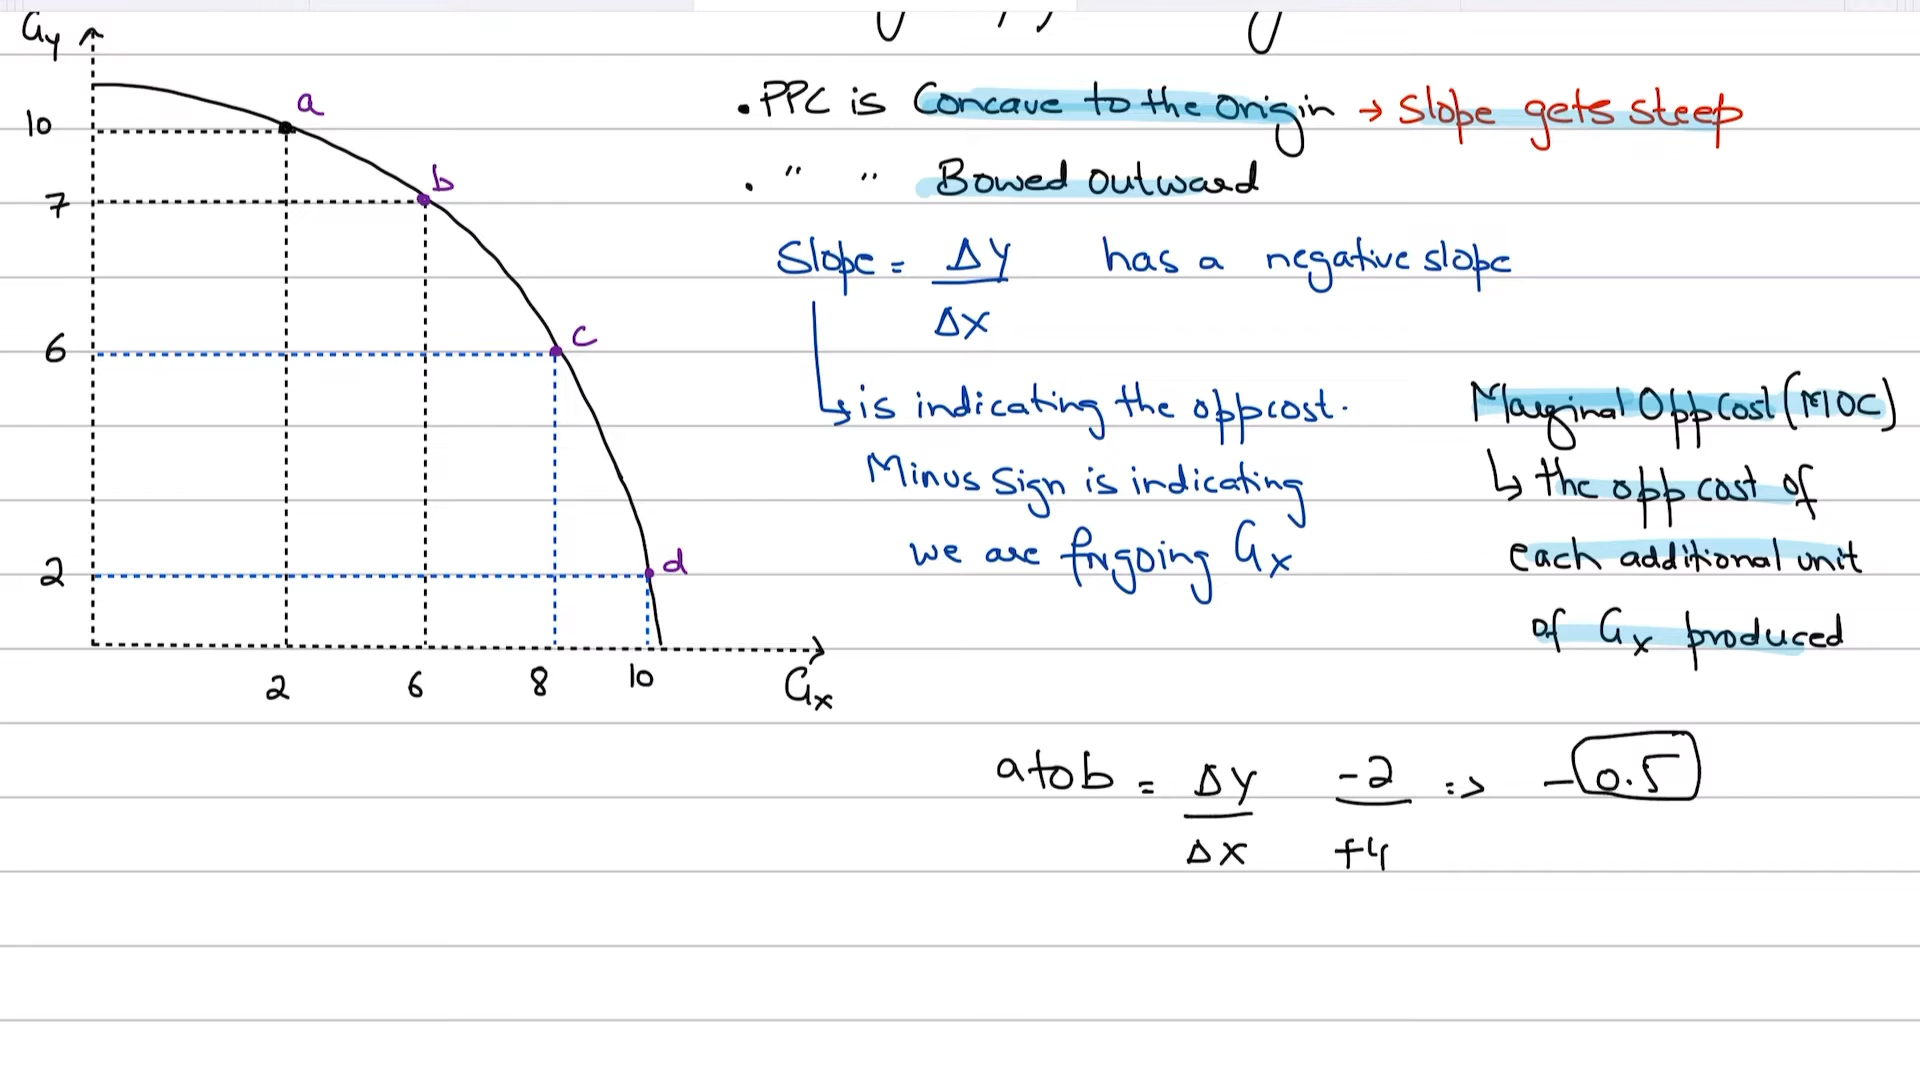 Gy
10
7
6
2
a
b
c
d
2 6 8 10 Gx
. PPC is Concave to the Origin → Slope gets steep
. " " Bowed outward
Slope = ΔY has a negative slope
ΔX
↳ is indicating the opp cost.
Minus Sign is indicating
we are forgoing Gx
Marginal Opp Cost (MOC)
↳ the opp cost of
each additional unit
of Gx produced
a to b = ΔY -2 => -0.5
ΔX +4